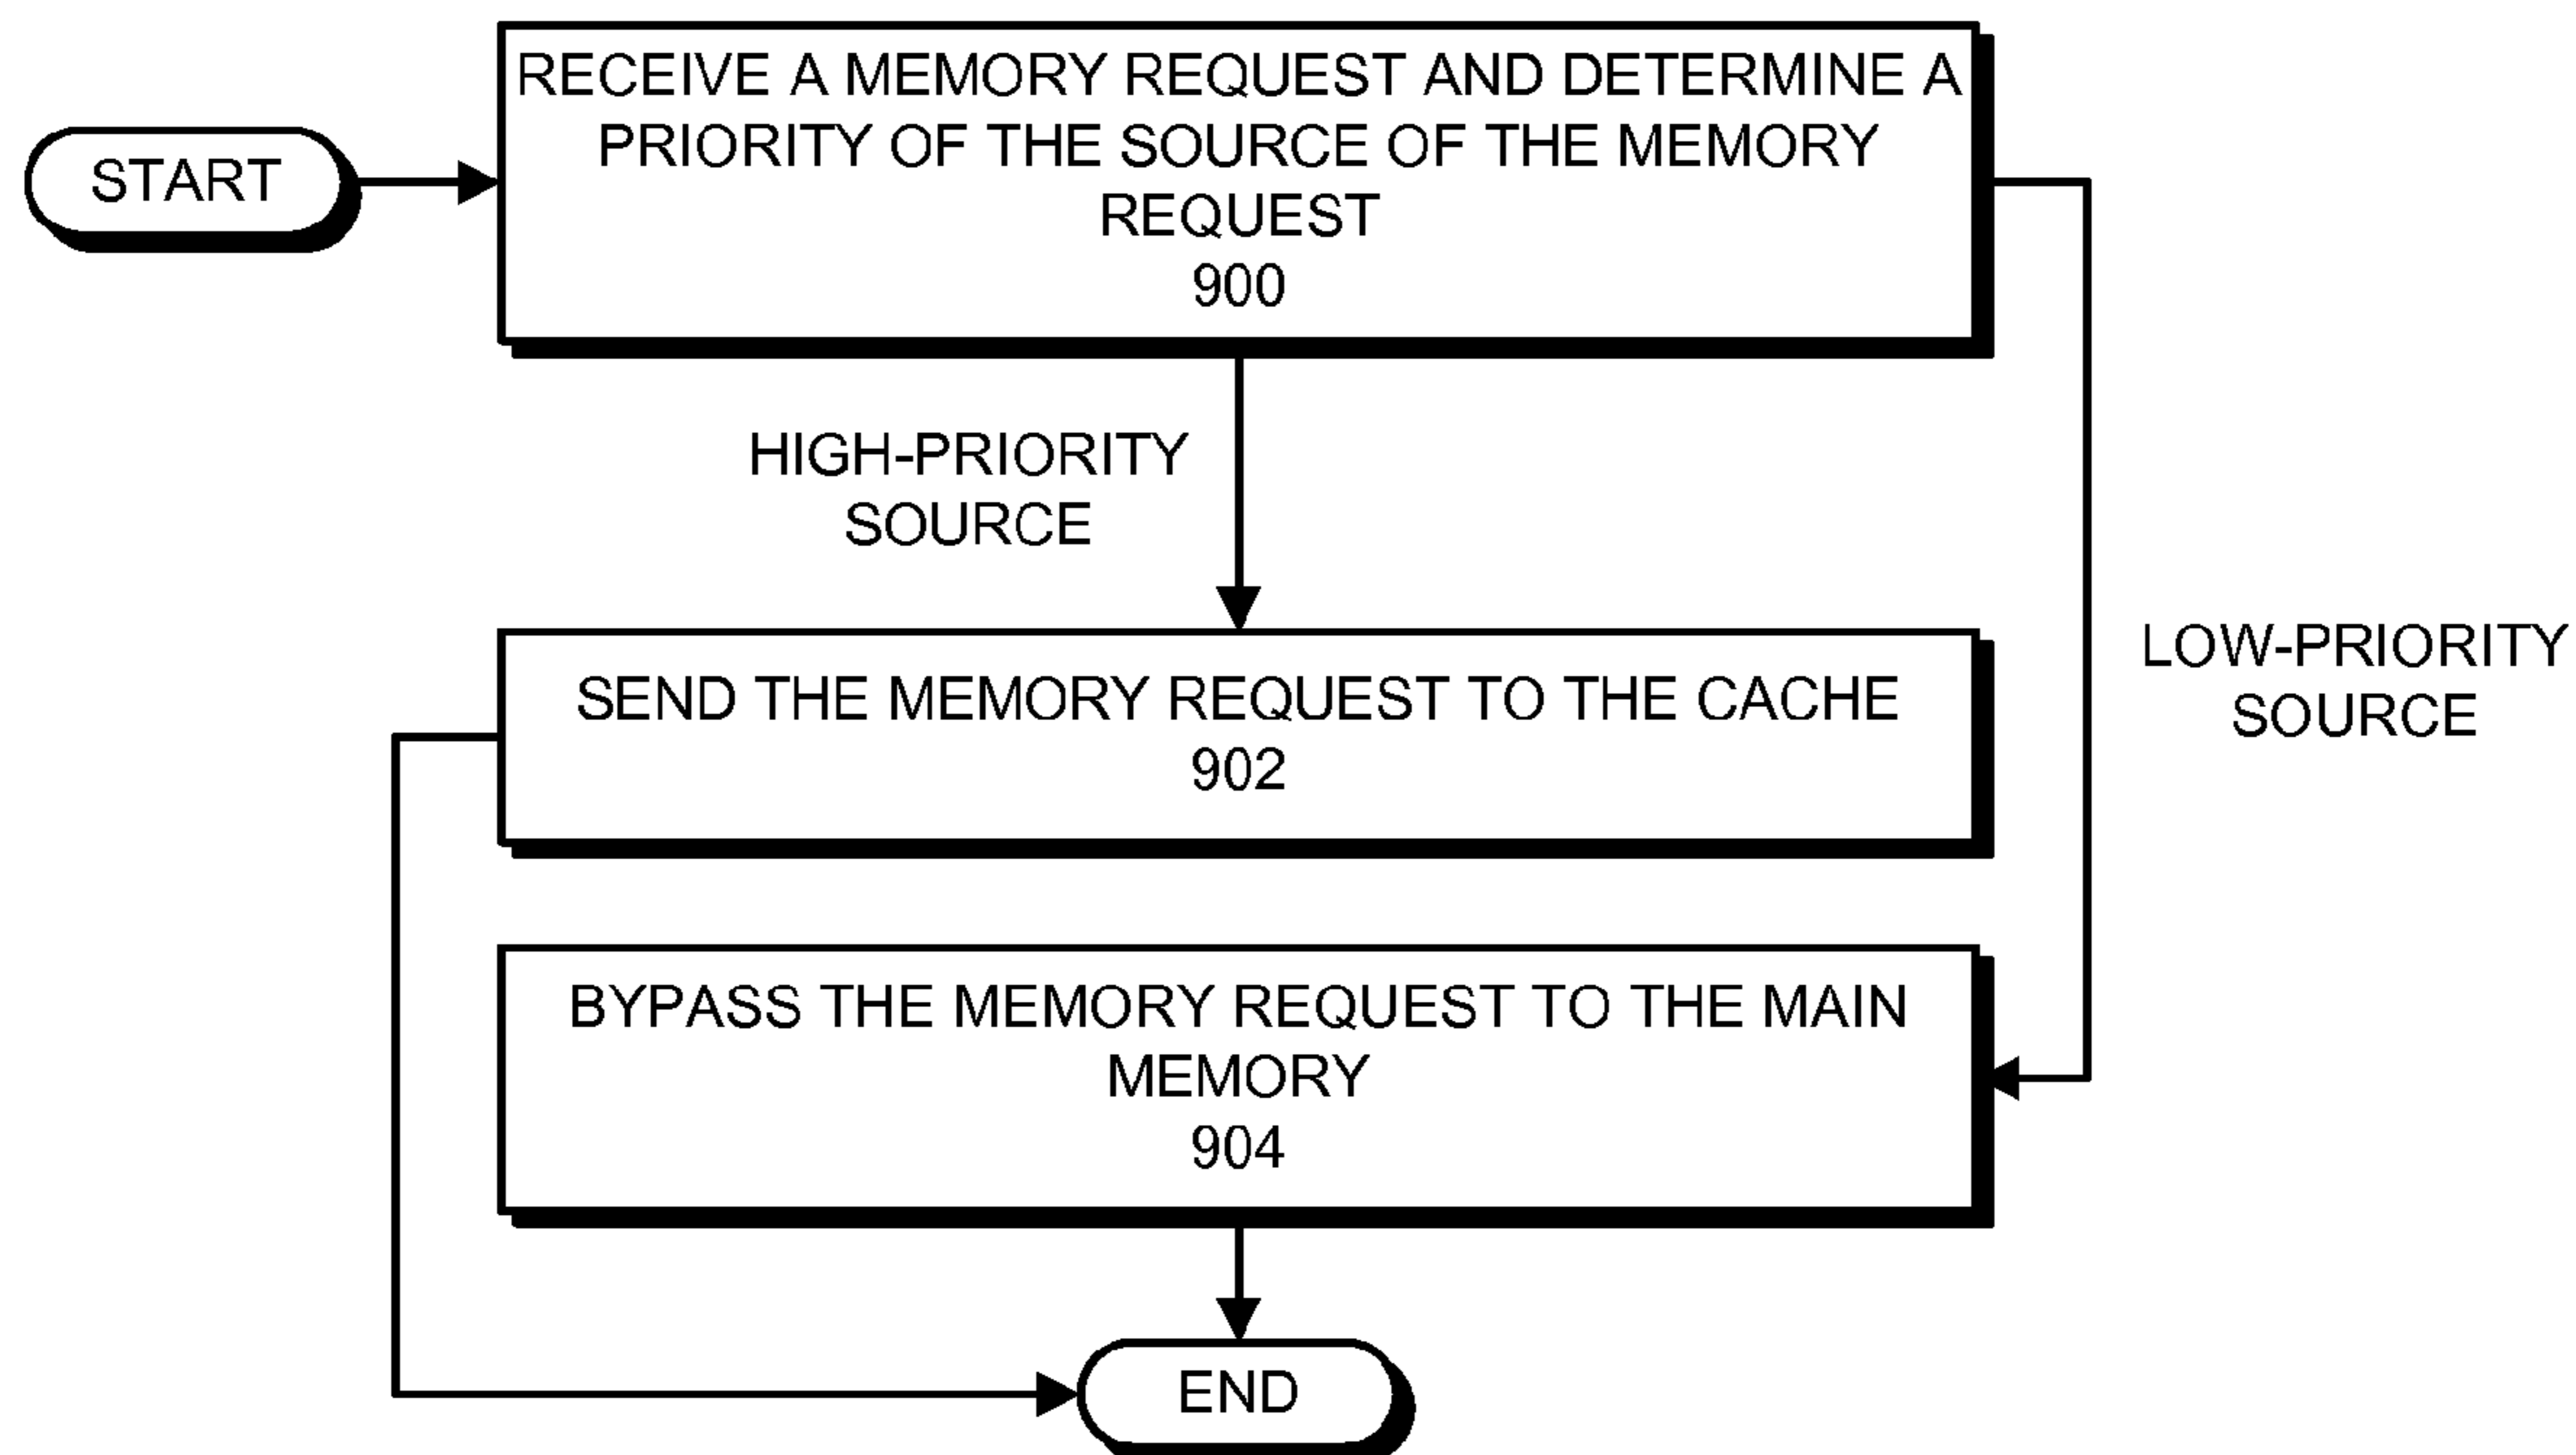 START
RECEIVE A MEMORY REQUEST AND DETERMINE A
PRIORITY OF THE SOURCE OF THE MEMORY
REQUEST
900
HIGH-PRIORITY
SOURCE
LOW-PRIORITY
SOURCE
SEND THE MEMORY REQUEST TO THE CACHE
902
BYPASS THE MEMORY REQUEST TO THE MAIN
MEMORY
904
END